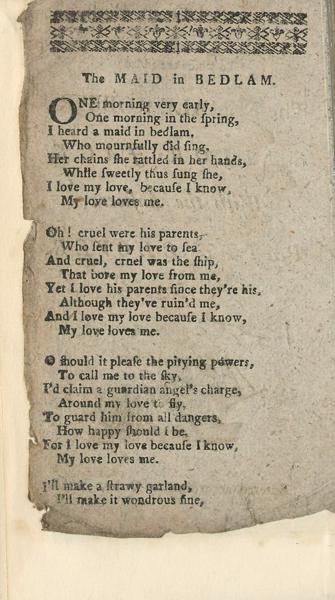 The MAID in BEDLAM.
ONE morning very early,
One morning in the ſpring,
I heard a maid in bedlam,
Who mournfully did ſing.
Her chains ſhe rattled in her hands,
While ſweetly thus ſung ſhe,
I love my love, becauſe I know,
My love loves me.
Oh! cruel were his parents,
Who ſent my love to ſea
And cruel, cruel was the ſhip,
That bore my love from me,
Yet I love his parents ſince they're his,
Although they've ruin'd me,
And I love my love becauſe I know,
My love loves me.
O ſhould it pleaſe the pitying powers,
To call me to the ſky,
I'd claim a guardian angel's charge,
Around my love to fly.
To guard him from all dangers,
How happy ſhould I be.
For I love my love becauſe I know,
My love loves me.
I'll make a ſtrawy garland,
I'll make it wondrous fine,